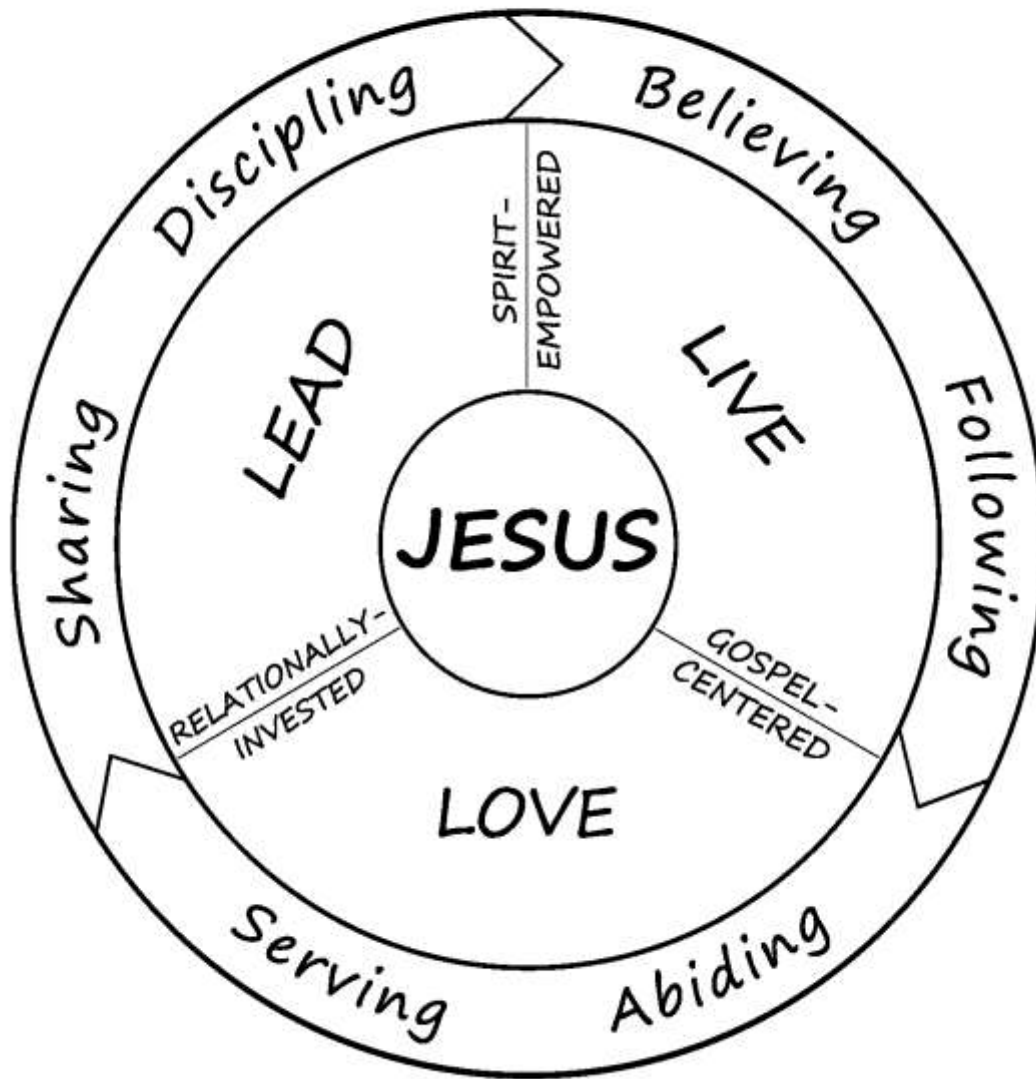 Discipling
Believing
SPIRIT-
EMPOWERED
LEAD
LIVE
Sharing
Following
JESUS
RELATIONALLY-
INVESTED
GOSPEL-
CENTERED
LOVE
Serving
Abiding